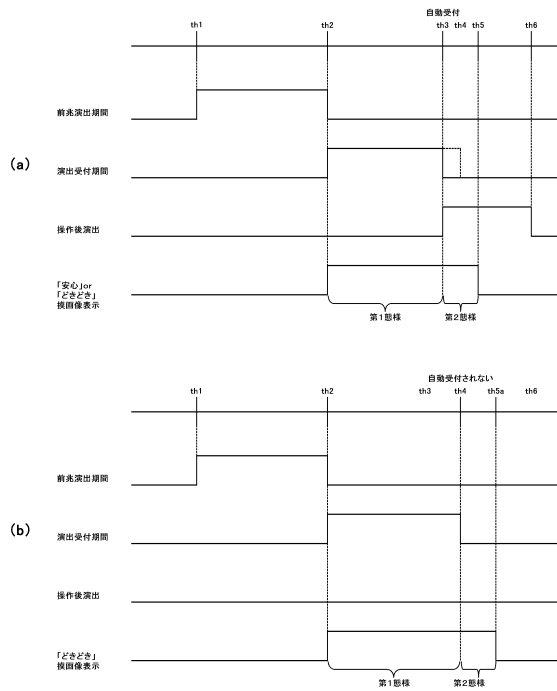 自動受付
th1 th2 th3 th4 th5 th6
前兆演出期間
(a)
演出受付期間
操作後演出
「安心」or
「どきどき」
摸画像表示
第1態様 第2態様
自動受付されない
th1 th2 th3 th4 th5a th6
前兆演出期間
(b)
演出受付期間
操作後演出
「どきどき」
摸画像表示
第1態様 第2態様